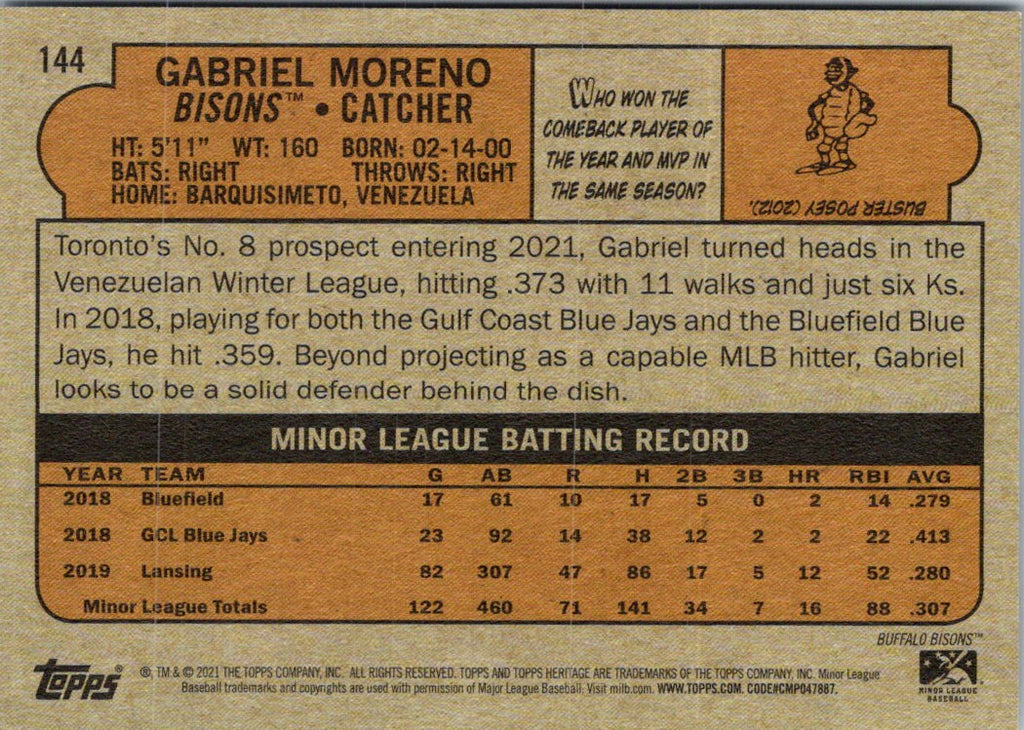 144
GABRIEL MORENO
BISONS™ • CATCHER
HT: 5'11" WT: 160 BORN: 02-14-00
BATS: RIGHT THROWS: RIGHT
HOME: BARQUISIMETO, VENEZUELA
WHO WON THE
COMEBACK PLAYER OF
THE YEAR AND MVP IN
THE SAME SEASON?
BUSTER POSEY (2012).
Toronto's No. 8 prospect entering 2021, Gabriel turned heads in the
Venezuelan Winter League, hitting .373 with 11 walks and just six Ks.
In 2018, playing for both the Gulf Coast Blue Jays and the Bluefield Blue
Jays, he hit .359. Beyond projecting as a capable MLB hitter, Gabriel
looks to be a solid defender behind the dish.
MINOR LEAGUE BATTING RECORD
YEAR TEAM G AB R H 2B 3B HR RBI AVG
2018 Bluefield 17 61 10 17 5 0 2 14 .279
2018 GCL Blue Jays 23 92 14 38 12 2 2 22 .413
2019 Lansing 82 307 47 86 17 5 12 52 .280
Minor League Totals 122 460 71 141 34 7 16 88 .307
BUFFALO BISONS™
Topps®
®, TM & © 2021 THE TOPPS COMPANY, INC. ALL RIGHTS RESERVED. TOPPS AND TOPPS HERITAGE ARE TRADEMARKS OF THE TOPPS COMPANY, INC. Minor League
Baseball trademarks and copyrights are used with permission of Major League Baseball. Visit milb.com. WWW.TOPPS.COM. CODE#CMP047887.
MINOR LEAGUE
BASEBALL